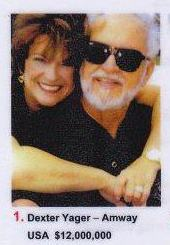 1. Dexter Yager – Amway
USA $12,000,000